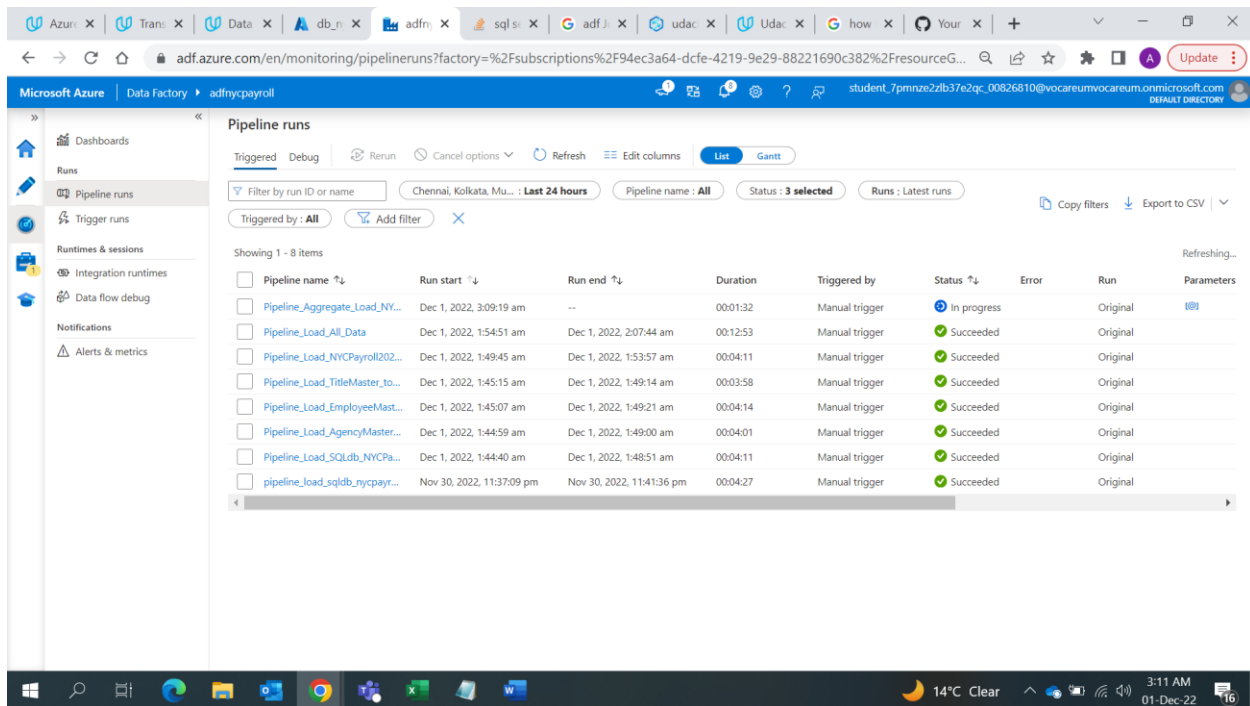 Azur Trans Data db_n adfny sql se adf J udac Udac how Your
adf.azure.com/en/monitoring/pipelineruns?factory=%2Fsubscriptions%2F94ec3a64-dcfe-4219-9e29-88221690c382%2FresourceG... A Update
Microsoft Azure Data Factory adfnycpayroll 1 8 student_7pmnze2zlb37e2qc_00826810@vocareumvocareum.onmicrosoft.com
DEFAULT DIRECTORY
» «
Dashboards
Runs
Pipeline runs
Trigger runs
Runtimes & sessions
Integration runtimes
Data flow debug
Notifications
Alerts & metrics
1
Pipeline runs
Triggered Debug Rerun Cancel options Refresh Edit columns List Gantt
Filter by run ID or name Chennai, Kolkata, Mu... : Last 24 hours Pipeline name : All Status : 3 selected Runs : Latest runs
Triggered by : All Add filter Copy filters Export to CSV
Showing 1 - 8 items Refreshing...
Pipeline name Run start Run end Duration Triggered by Status Error Run Parameters
Pipeline_Aggregate_Load_NY... Dec 1, 2022, 3:09:19 am -- 00:01:32 Manual trigger In progress Original [@]
Pipeline_Load_All_Data Dec 1, 2022, 1:54:51 am Dec 1, 2022, 2:07:44 am 00:12:53 Manual trigger Succeeded Original
Pipeline_Load_NYCPayroll202... Dec 1, 2022, 1:49:45 am Dec 1, 2022, 1:53:57 am 00:04:11 Manual trigger Succeeded Original
Pipeline_Load_TitleMaster_to... Dec 1, 2022, 1:45:15 am Dec 1, 2022, 1:49:14 am 00:03:58 Manual trigger Succeeded Original
Pipeline_Load_EmployeeMast... Dec 1, 2022, 1:45:07 am Dec 1, 2022, 1:49:21 am 00:04:14 Manual trigger Succeeded Original
Pipeline_Load_AgencyMaster... Dec 1, 2022, 1:44:59 am Dec 1, 2022, 1:49:00 am 00:04:01 Manual trigger Succeeded Original
Pipeline_Load_SQLdb_NYCPa... Dec 1, 2022, 1:44:40 am Dec 1, 2022, 1:48:51 am 00:04:11 Manual trigger Succeeded Original
pipeline_load_sqldb_nycpayr... Nov 30, 2022, 11:37:09 pm Nov 30, 2022, 11:41:36 pm 00:04:27 Manual trigger Succeeded Original
14°C Clear 3:11 AM
01-Dec-22 16